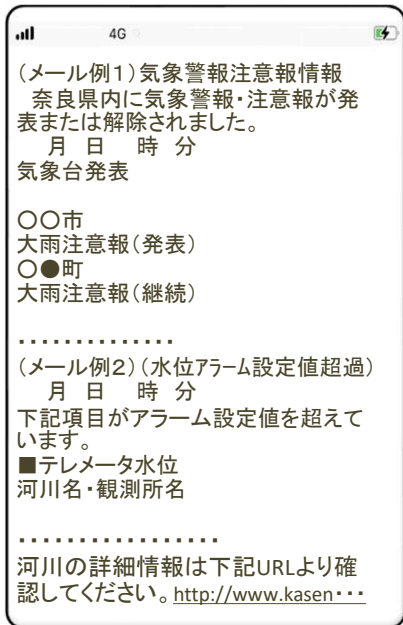 4G
（メール例１）気象警報注意報情報
奈良県内に気象警報・注意報が発
表または解除されました。
月 日 時 分
気象台発表
〇〇市
大雨注意報（発表）
〇●町
大雨注意報（継続）
・・・・・・・・・・・・・・
（メール例２）（水位アラーム設定値超過）
月 日 時 分
下記項目がアラーム設定値を超えて
います。
■テレメータ水位
河川名・観測所名
・・・・・・・・・・・・・・・・・
河川の詳細情報は下記URLより確
認してください。http://www.kasen・・・